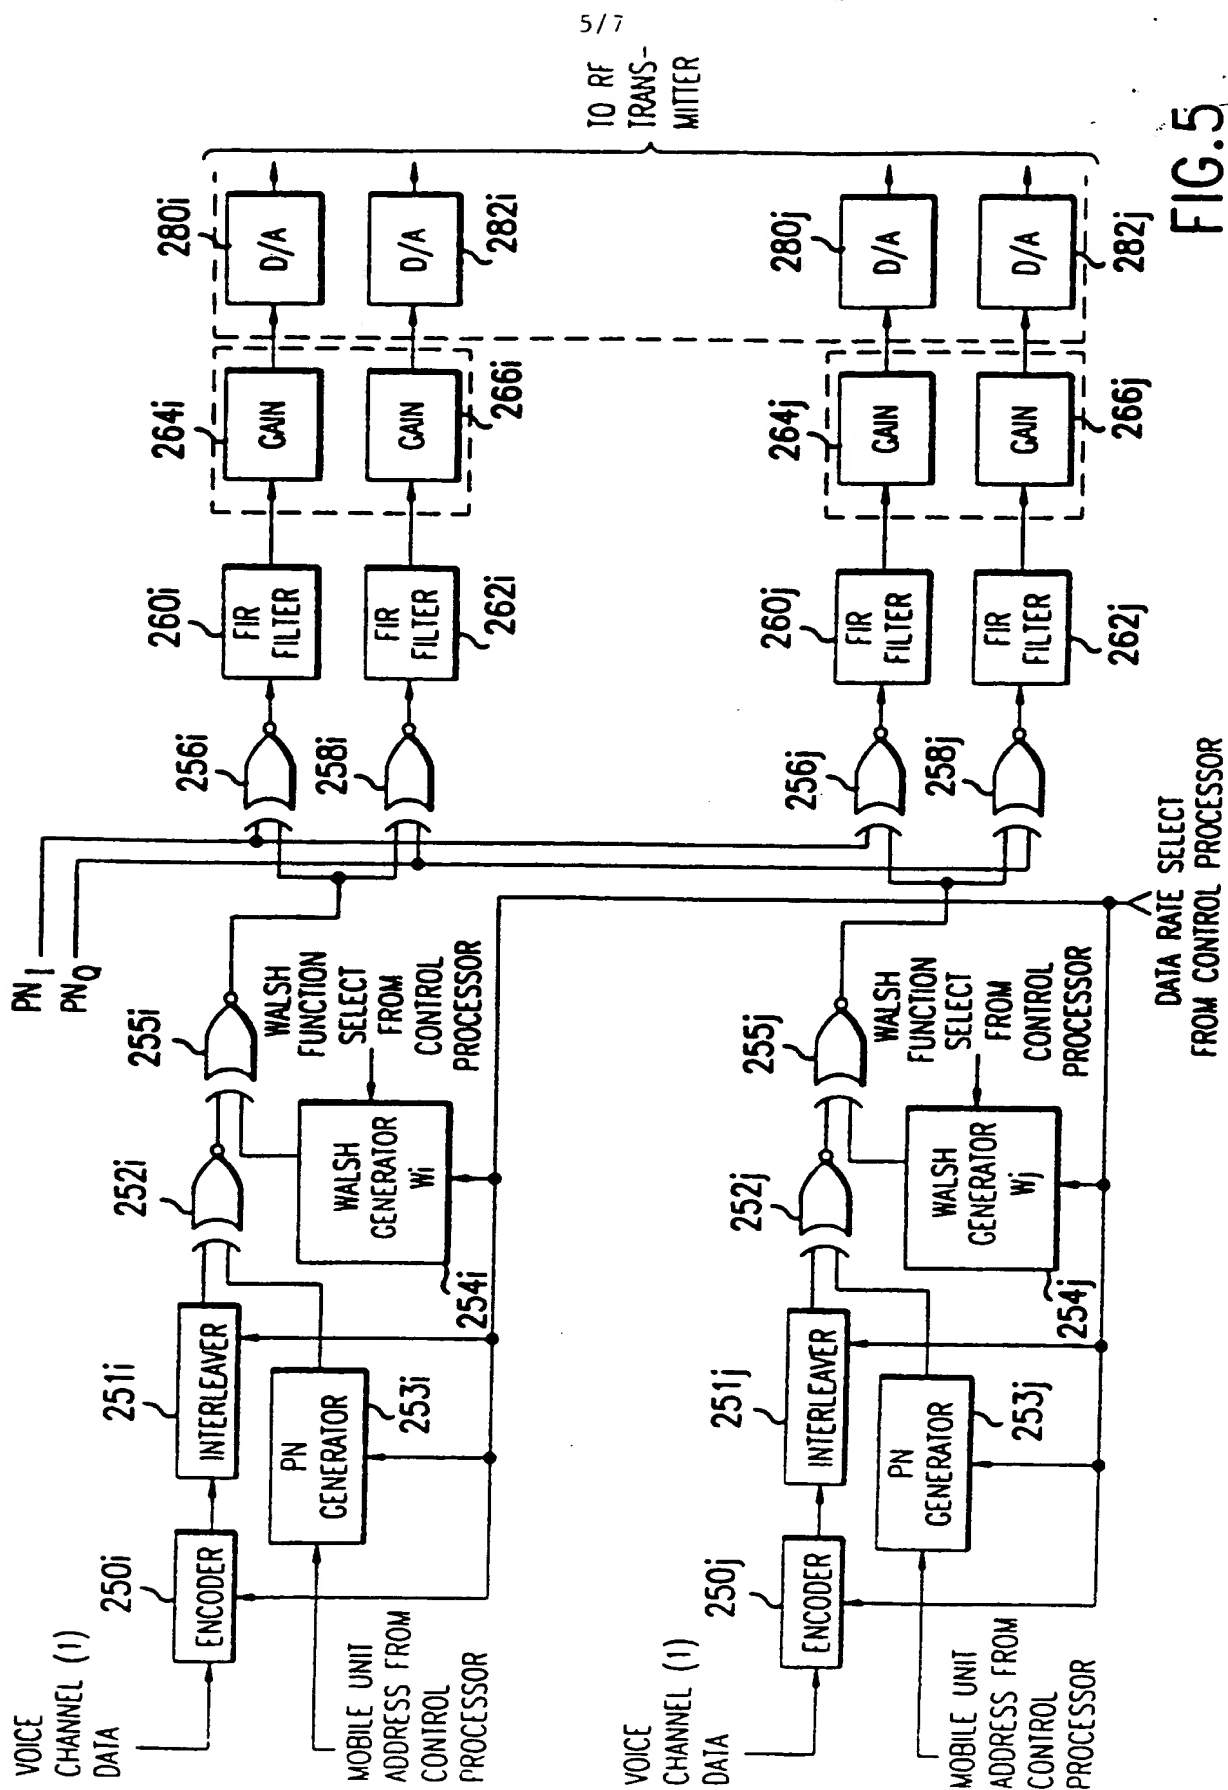 5/7
VOICE
CHANNEL (1)
DATA
250i
ENCODER
251i
INTERLEAVER
MOBILE UNIT
ADDRESS FROM
CONTROL
PROCESSOR
PN
GENERATOR
253i
252i
255i
WALSH
GENERATOR
Wi
254i
WALSH
FUNCTION
SELECT
FROM
CONTROL
PROCESSOR
PN I
PN Q
256i
258i
260i
FIR
FILTER
FIR
FILTER
262i
264i
GAIN
GAIN
266i
280i
D/A
D/A
282i
TO RF
TRANS-
MITTER
VOICE
CHANNEL (1)
DATA
250j
ENCODER
251j
INTERLEAVER
MOBILE UNIT
ADDRESS FROM
CONTROL
PROCESSOR
PN
GENERATOR
253j
252j
255j
WALSH
GENERATOR
Wj
254j
WALSH
FUNCTION
SELECT
FROM
CONTROL
PROCESSOR
256j
258j
260j
FIR
FILTER
FIR
FILTER
262j
264j
GAIN
GAIN
266j
280j
D/A
D/A
282j
DATA RATE SELECT
FROM CONTROL PROCESSOR
FIG.5